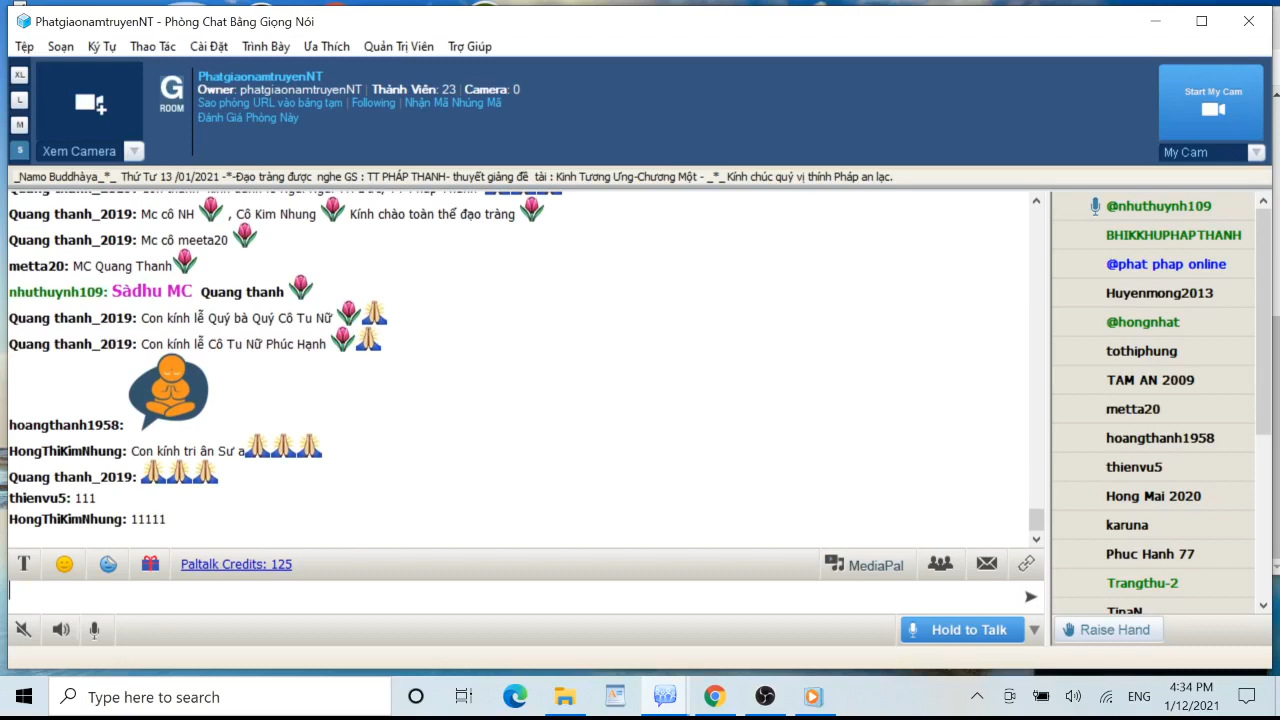 PhatgiaonamtruyenNT - Phòng Chat Bằng Giọng Nói
Tệp Soạn Ký Tự Thao Tác Cài Đặt Trình Bày Ưa Thích Quản Trị Viên Trợ Giúp
XL
L
M
S
Xem Camera
G
ROOM
PhatgiaonamtruyenNT
Owner: phatgiaonamtruyenNT | Thành Viên: 23 | Camera: 0
Sao phỏng URL vào bảng tạm | Following | Nhận Mã Nhúng Mã
Đánh Giá Phòng Này
Start My Cam
My Cam
_Namo Buddhàya_*_ Thứ Tư 13 /01/2021 -*-Đạo tràng được nghe GS : TT PHÁP THANH- thuyết giảng đề tài : Kinh Tương Ưng-Chương Một - _*_ Kính chúc quý vị thính Pháp an lạc.
Quang thanh_2019: Mc cô NH , Cô Kim Nhung Kính chào toàn thể đạo tràng
Quang thanh_2019: Mc cô meeta20
metta20: MC Quang Thanh
nhuthuynh109: Sàdhu MC Quang thanh
Quang thanh_2019: Con kính lễ Quý bà Quý Cô Tu Nữ
Quang thanh_2019: Con kính lễ Cô Tu Nữ Phúc Hạnh
hoangthanh1958:
HongThiKimNhung: Con kính tri ân Sư a
Quang thanh_2019:
thienvu5: 111
HongThiKimNhung: 11111
@nhuthuynh109
BHIKKHUPHAPTHANH
@phat phap online
Huyenmong2013
@hongnhat
tothiphung
TAM AN 2009
metta20
hoangthanh1958
thienvu5
Hong Mai 2020
karuna
Phuc Hanh 77
Trangthu-2
TinaN
T Paltalk Credits: 125 MediaPal
Hold to Talk
Raise Hand
Type here to search
ENG
4:34 PM
1/12/2021